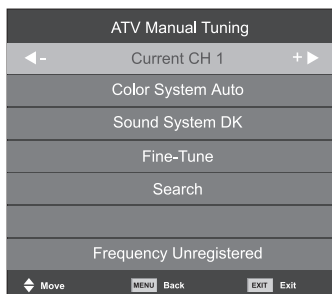 ATV Manual Tuning
- Current CH 1 +
Color System Auto
Sound System DK
Fine-Tune
Search
Frequency Unregistered
Move MENU Back EXIT Exit